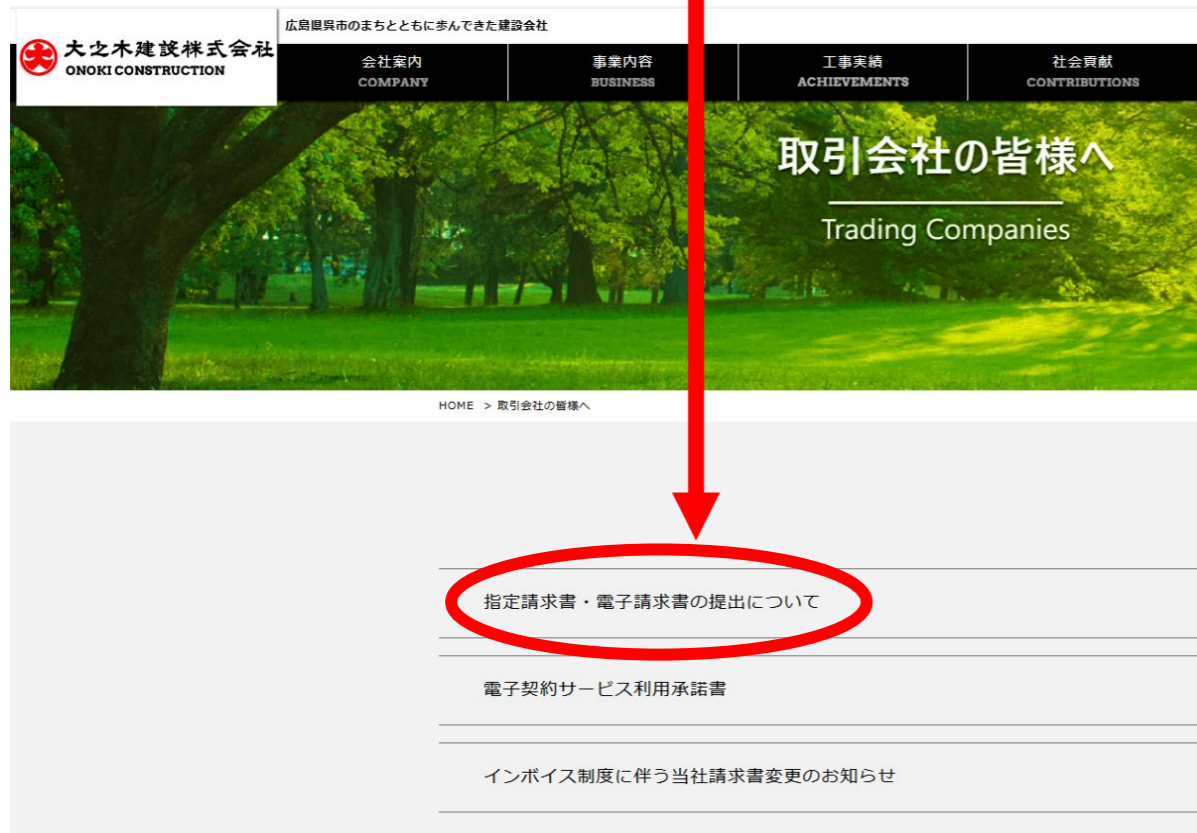 広島県呉市のまちとともに歩んできた建設会社
大之木建設株式会社
ONOKI CONSTRUCTION
会社案内
COMPANY
事業内容
BUSINESS
工事実績
ACHIEVEMENTS
社会貢献
CONTRIBUTIONS
取引会社の皆様へ
Trading Companies
HOME > 取引会社の皆様へ
指定請求書・電子請求書の提出について
電子契約サービス利用承諾書
インボイス制度に伴う当社請求書変更のお知らせ